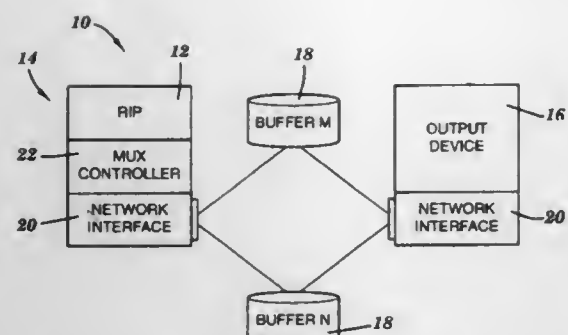 10
14
12
18
16
RIP
BUFFER M
OUTPUT
DEVICE
22
MUX
CONTROLLER
20
NETWORK
INTERFACE
NETWORK
INTERFACE
20
BUFFER N
18